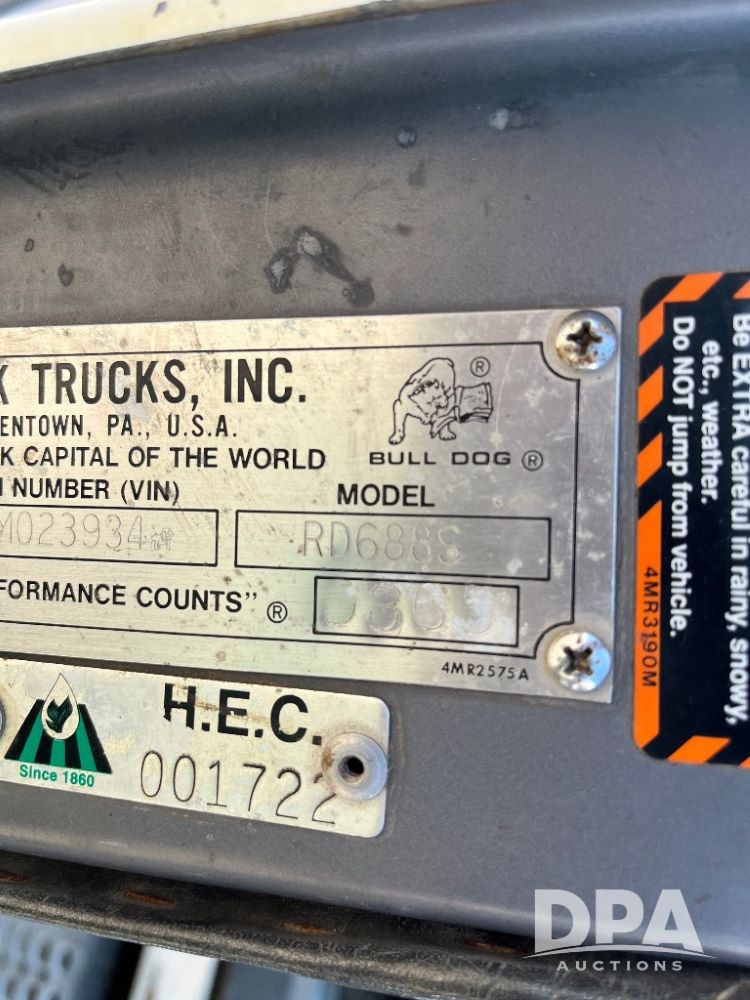 K TRUCKS, INC.
ENTOWN, PA., U.S.A.
K CAPITAL OF THE WORLD
®
BULL DOG ®
NUMBER (VIN)
MODEL
M023934
RD688S
FORMANCE COUNTS" ®
4MR2575A
H.E.C.
001722
Since 1860
Be EXTRA careful in rainy, snowy,
etc., weather.
Do NOT jump from vehicle.
4MR3190M
DPA
AUCTIONS